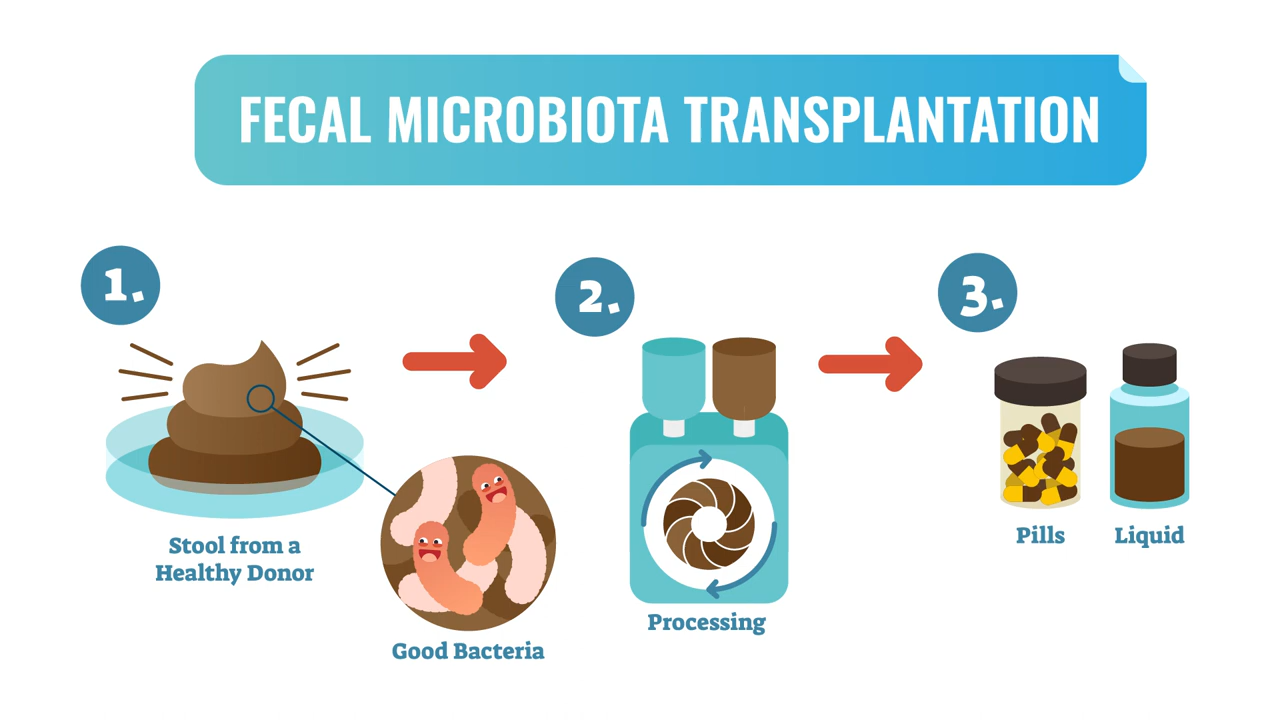 FECAL MICROBIOTA TRANSPLANTATION
1.
2.
3.
Stool from a
Healthy Donor
Good Bacteria
Processing
Pills
Liquid